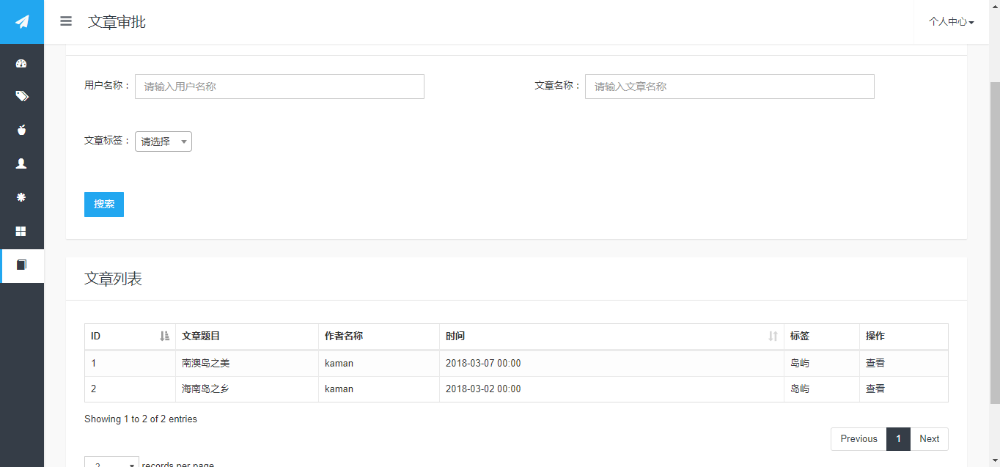 文章审批
个人中心
用户名称： 请输入用户名称 文章名称： 请输入文章名称
文章标签： 请选择
搜索
文章列表
ID 文章题目 作者名称 时间 标签 操作
1 南澳鸟之美 kaman 2018-03-07 00:00 鸟屿 查看
2 海南鸟之乡 kaman 2018-03-02 00:00 鸟屿 查看
Showing 1 to 2 of 2 entries
Previous 1 Next
2 records per page